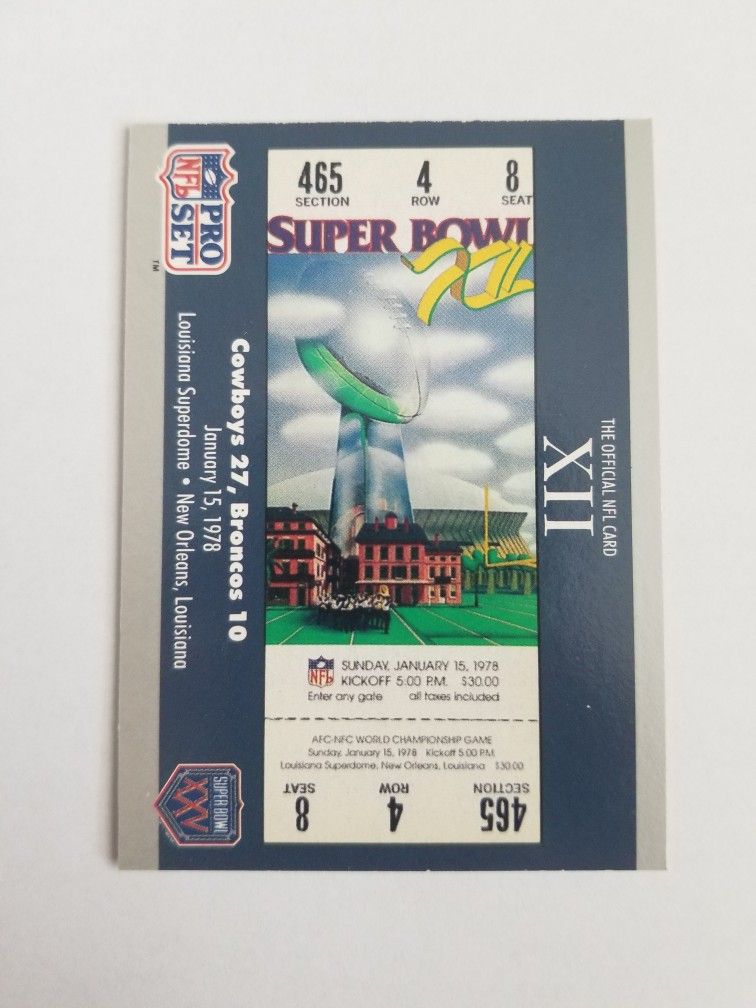 465 4 8
SECTION ROW SEAT
SUPER BOWL
XII
NFL SUNDAY, JANUARY 15, 1978
KICKOFF 5:00 P.M. $30.00
Enter any gate all taxes included
AFC-NFC WORLD CHAMPIONSHIP GAME
Sunday, January 15, 1978 Kickoff 5:00 P.M.
Louisiana Superdome, New Orleans, Louisiana $30.00
465 4 8
SECTION ROW SEAT
THE OFFICIAL NFL CARD
XII
Cowboys 27, Broncos 10
January 15, 1978
Louisiana Superdome • New Orleans, Louisiana
PRO
NFL
SET
TM
SUPER BOWL
XXV